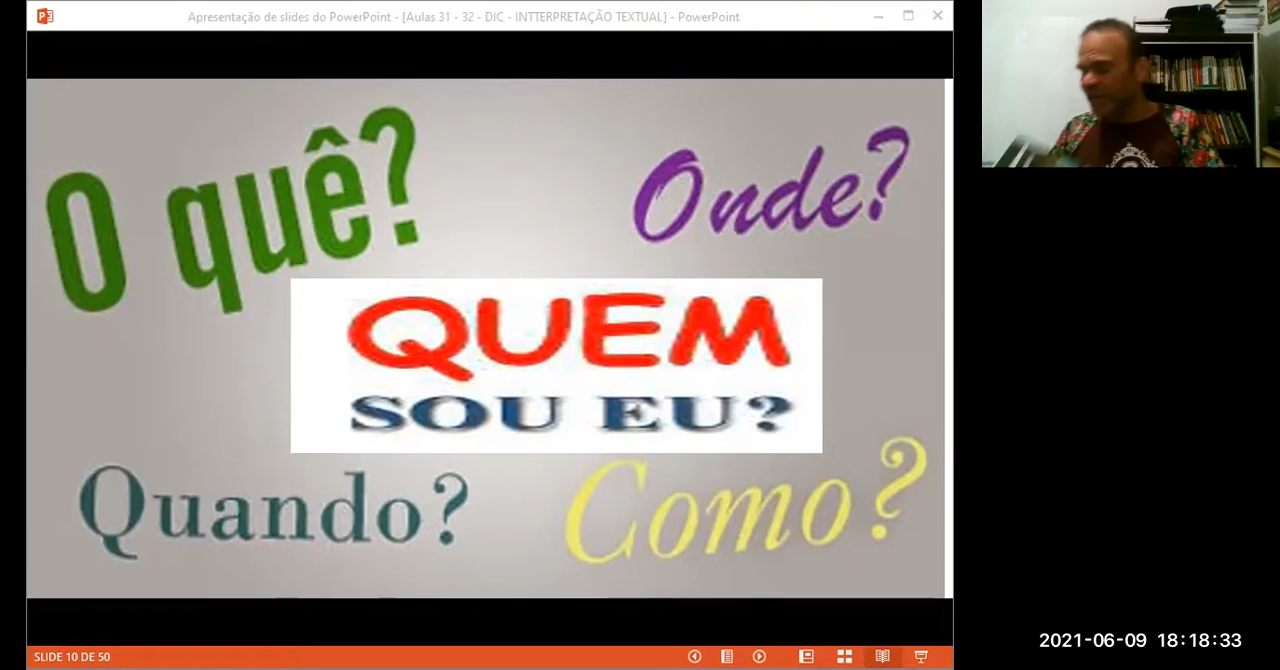 Apresentação de slides do PowerPoint - [Aulas 31 - 32 - DIC - INTTERPRETAÇÃO TEXTUAL] - PowerPoint
O quê?
Onde?
QUEM
SOU EU?
Quando?
Como?
SLIDE 10 DE 50
2021-06-09 18:18:33